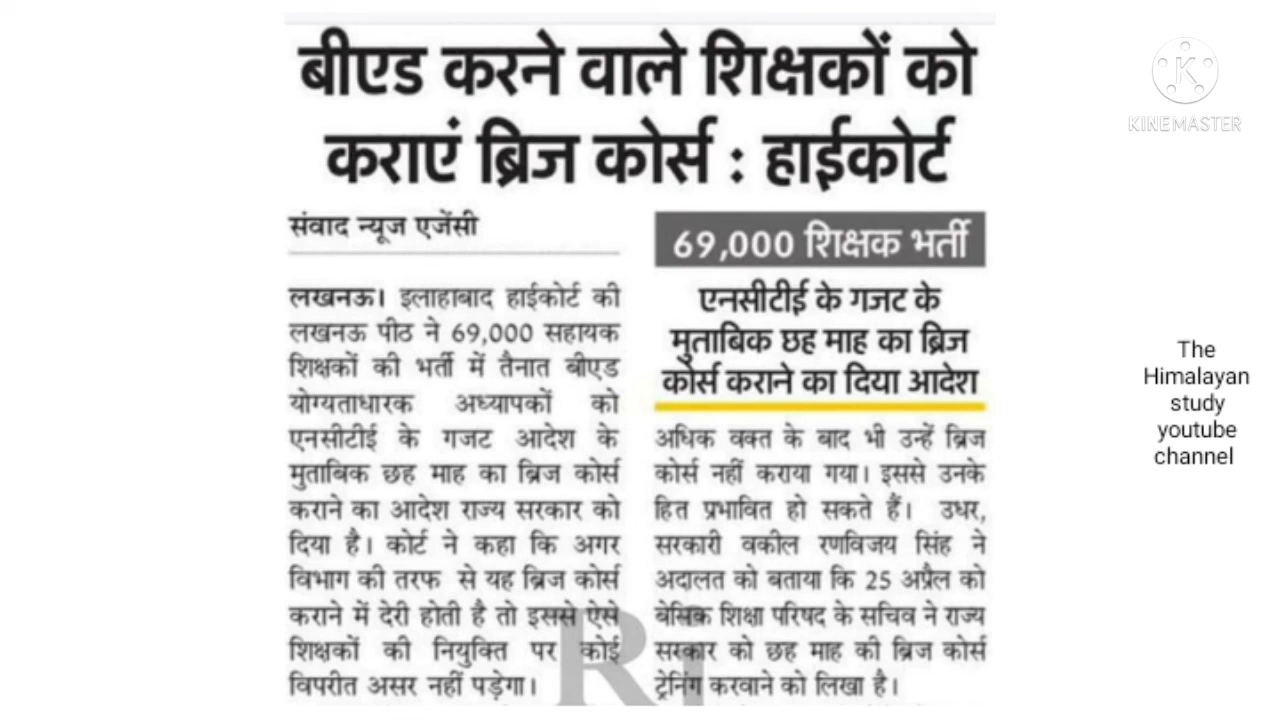 बीएड करने वाले शिक्षकों को
कराएं ब्रिज कोर्स : हाईकोर्ट
संवाद न्यूज एजेंसी
लखनऊ। इलाहाबाद हाईकोर्ट की
लखनऊ पीठ ने 69,000 सहायक
शिक्षकों की भर्ती में तैनात बीएड
योग्यताधारक अध्यापकों को
एनसीटीई के गजट आदेश के
मुताबिक छह माह का ब्रिज कोर्स
कराने का आदेश राज्य सरकार को
दिया है। कोर्ट ने कहा कि अगर
विभाग की तरफ से यह ब्रिज कोर्स
कराने में देरी होती है तो इससे ऐसे
शिक्षकों की नियुक्ति पर कोई
विपरीत असर नहीं पड़ेगा।
69,000 शिक्षक भर्ती
एनसीटीई के गजट के
मुताबिक छह माह का ब्रिज
कोर्स कराने का दिया आदेश
अधिक वक्त के बाद भी उन्हें ब्रिज
कोर्स नहीं कराया गया। इससे उनके
हित प्रभावित हो सकते हैं। उधर,
सरकारी वकील रणविजय सिंह ने
अदालत को बताया कि 25 अप्रैल को
बेसिक शिक्षा परिषद के सचिव ने राज्य
सरकार को छह माह की ब्रिज कोर्स
ट्रेनिंग करवाने को लिखा है।
K
KINEMASTER
The
Himalayan
study
youtube
channel